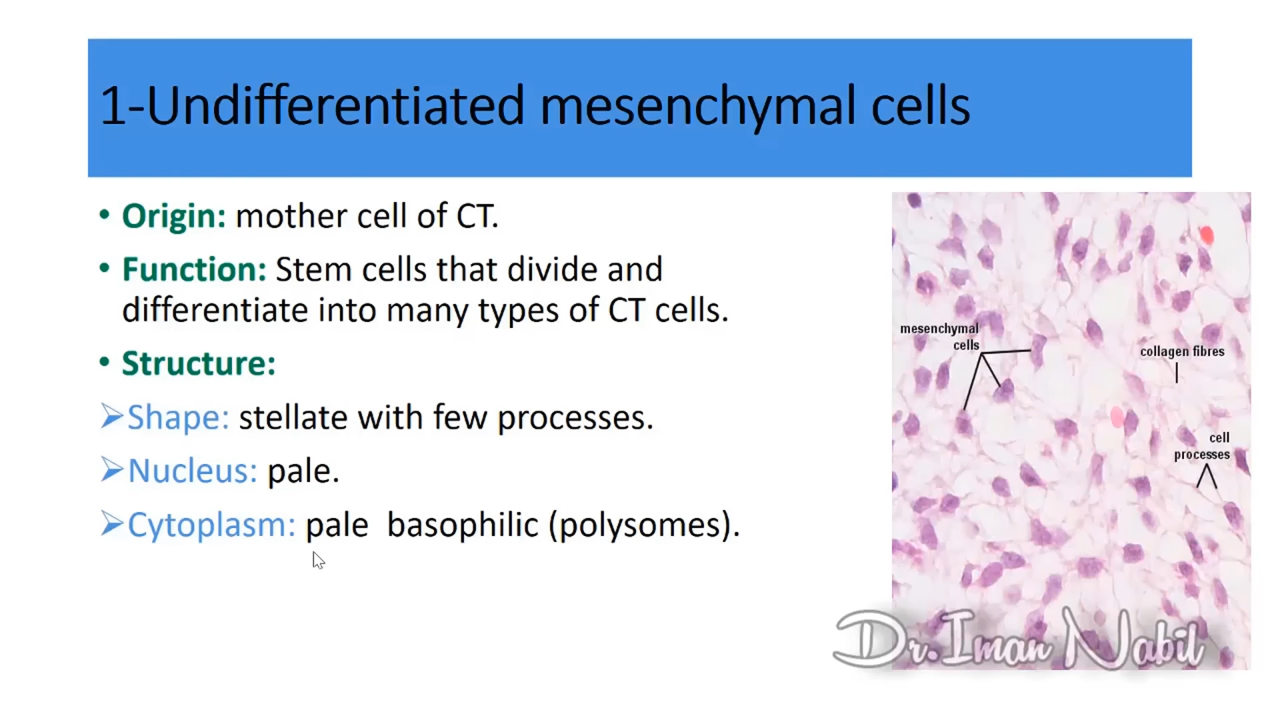 1-Undifferentiated mesenchymal cells
• Origin: mother cell of CT.
• Function: Stem cells that divide and
differentiate into many types of CT cells.
• Structure:
➢Shape: stellate with few processes.
➢Nucleus: pale.
➢Cytoplasm: pale  basophilic (polysomes).
mesenchymal
cells
collagen fibres
cell
processes
Dr.Iman Nabil